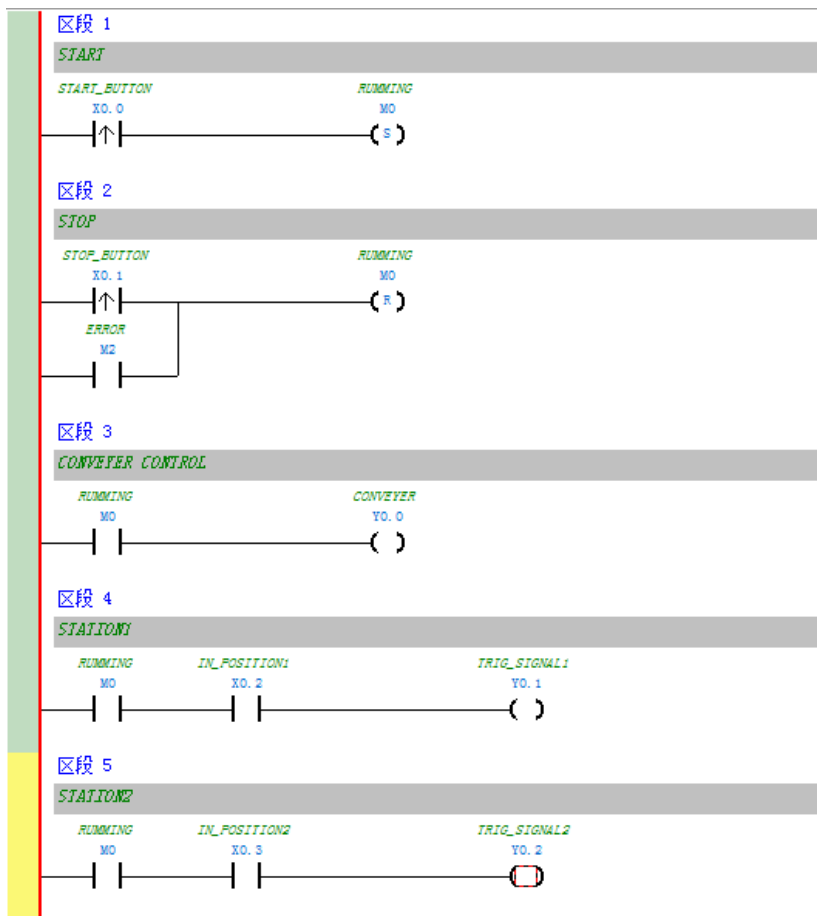 区段 1
START
START_BUTTON RUMMING
X0.0 M0
S
区段 2
STOP
STOP_BUTTON RUMMING
X0.1 M0
R
ERROR
M2
区段 3
CONVEYER CONTROL
RUMMING CONVEYER
M0 Y0.0
区段 4
STATION1
RUMMING IN_POSITION1 TRIG_SIGNAL1
M0 X0.2 Y0.1
区段 5
STATION2
RUMMING IN_POSITION2 TRIG_SIGNAL2
M0 X0.3 Y0.2